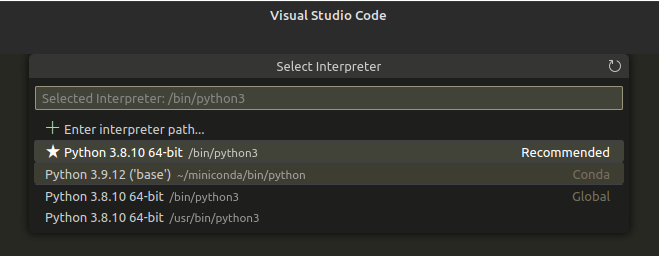 Visual Studio Code
Select Interpreter
Selected Interpreter: /bin/python3
Enter interpreter path...
Python 3.8.10 64-bit /bin/python3 Recommended
Python 3.9.12 ('base') ~/miniconda/bin/python Conda
Python 3.8.10 64-bit /bin/python3 Global
Python 3.8.10 64-bit /usr/bin/python3